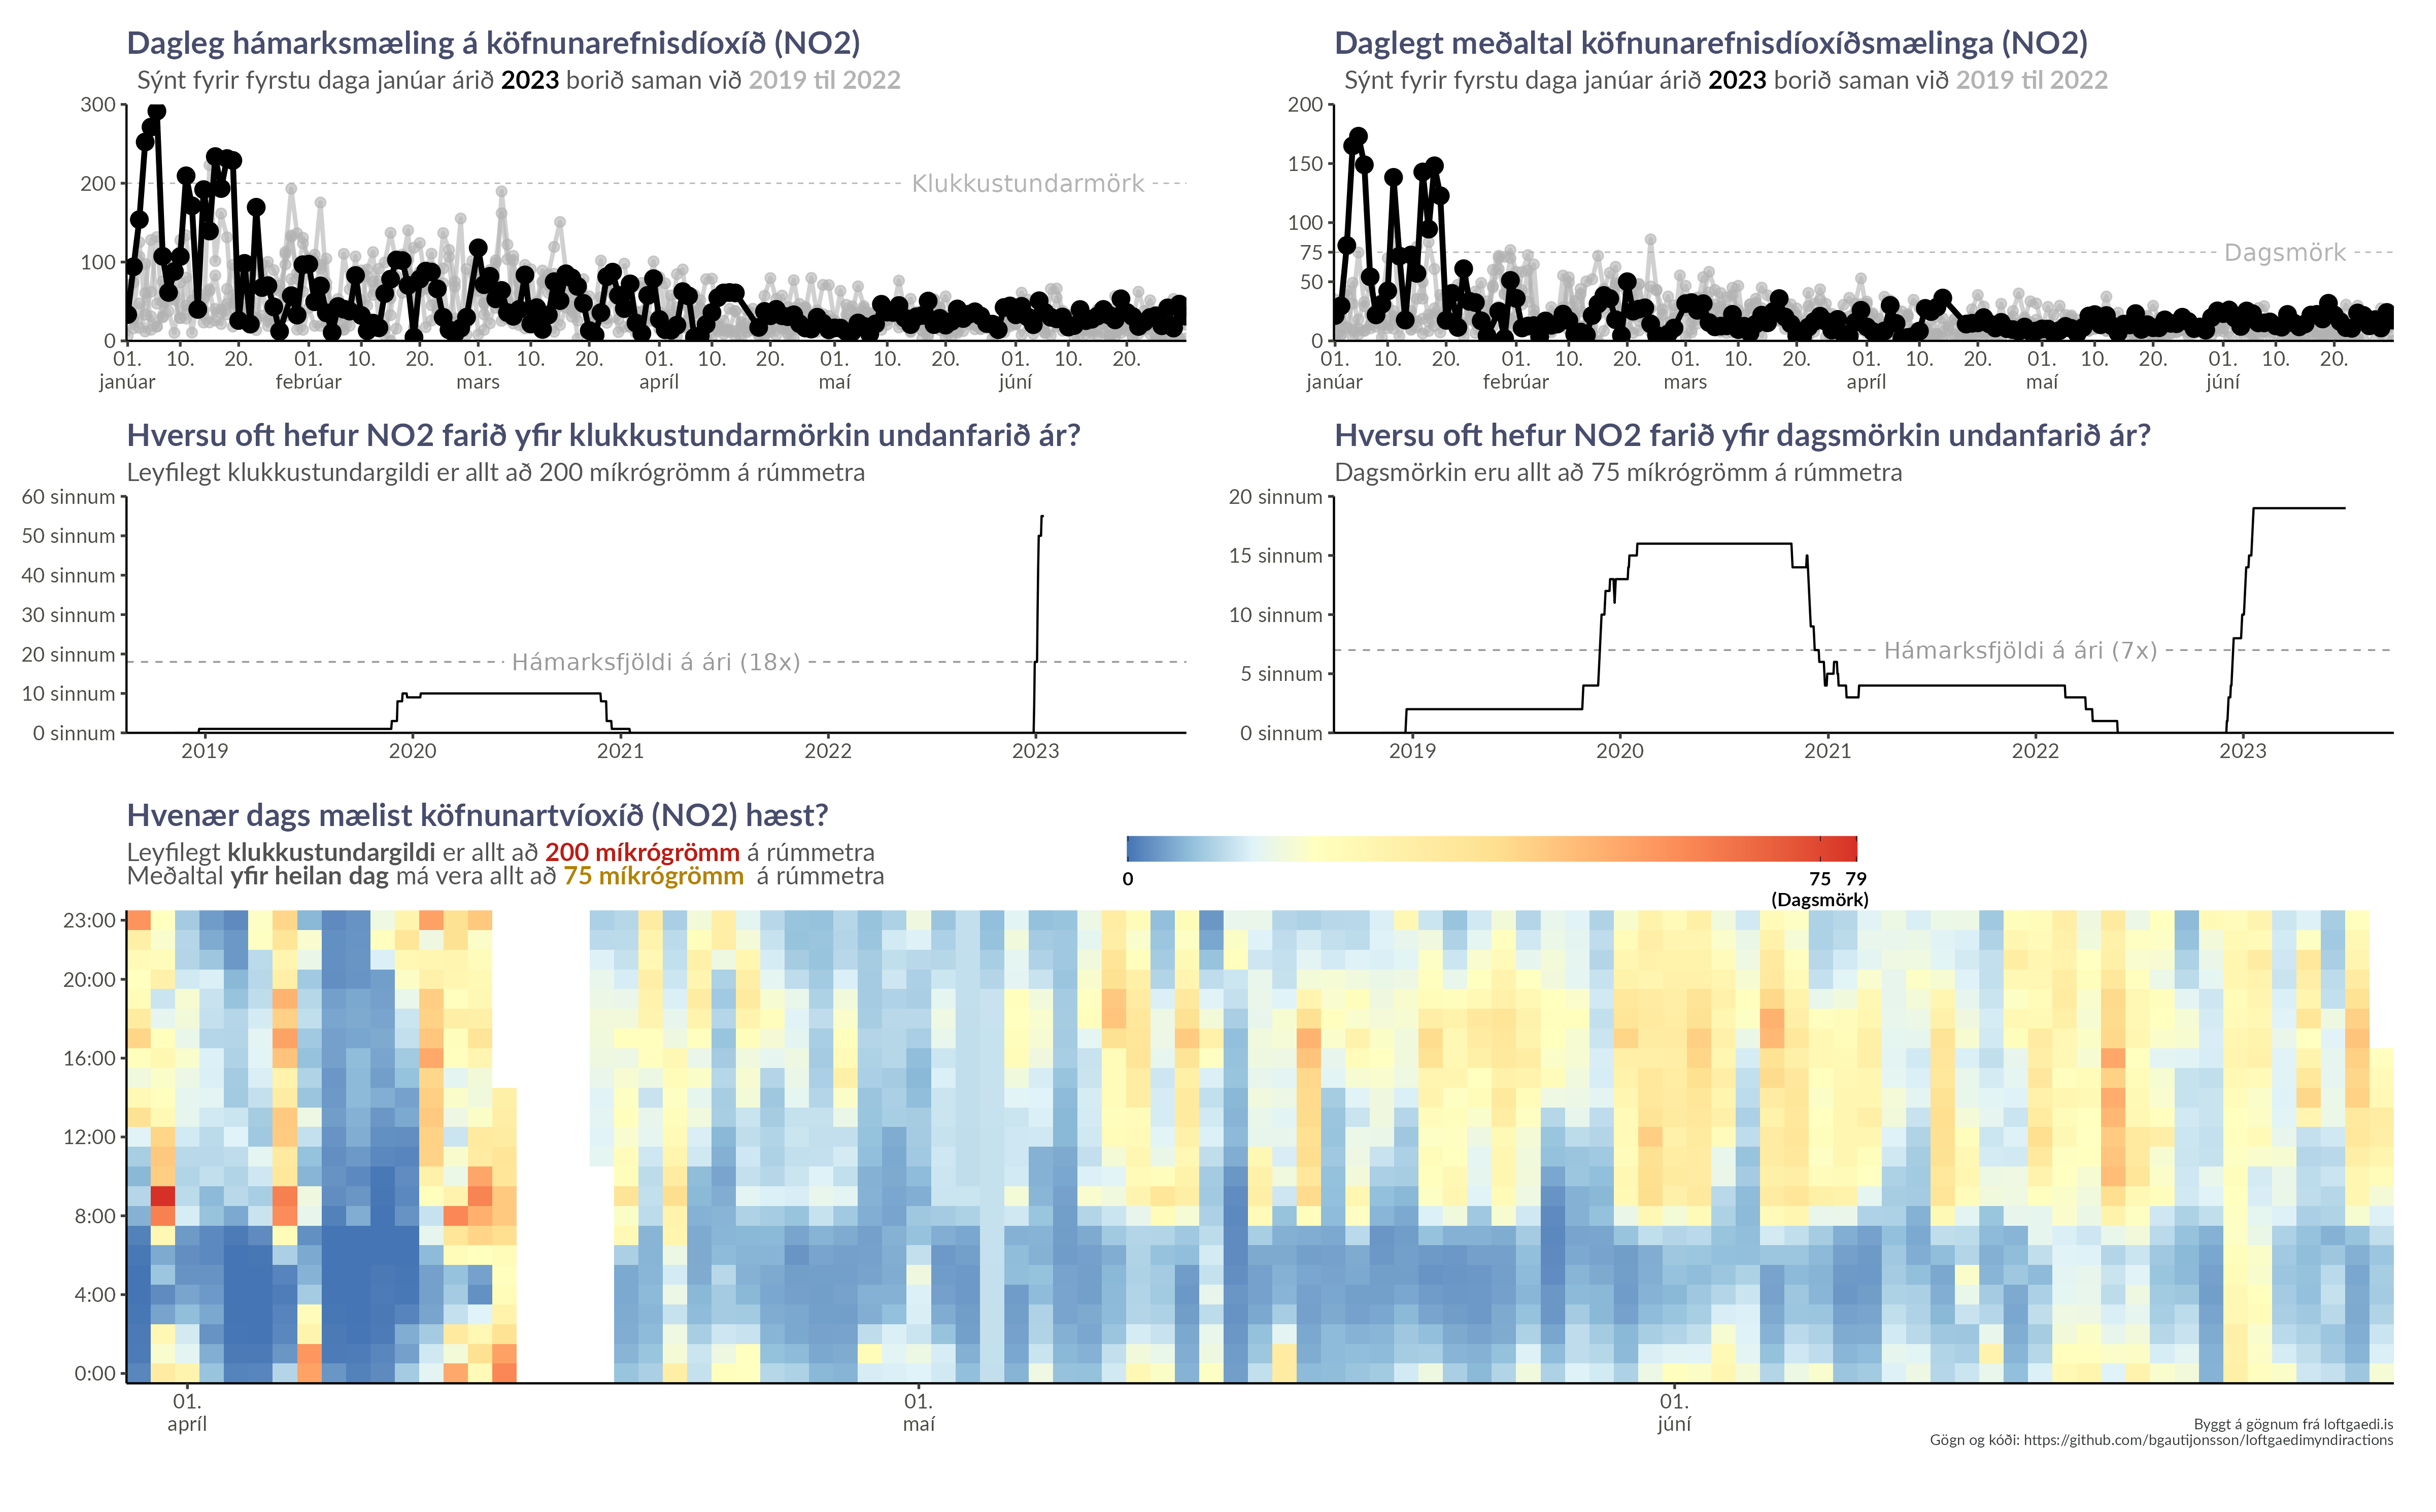 Dagleg hámarksmæling á köfnunarefnisdíoxíð (NO2)
Sýnt fyrir fyrstu daga janúar árið 2023 borið saman við 2019 til 2022
300
200
100
0
Klukkustundarmörk
01. 10. 20. 01. 10. 20. 01. 10. 20. 01. 10. 20. 01. 10. 20. 01. 10. 20.
janúar febrúar mars apríl maí júní
Daglegt meðaltal köfnunarefnisdíoxíðsmælinga (NO2)
Sýnt fyrir fyrstu daga janúar árið 2023 borið saman við 2019 til 2022
200
150
100
75
50
0
Dagsmörk
01. 10. 20. 01. 10. 20. 01. 10. 20. 01. 10. 20. 01. 10. 20. 01. 10. 20.
janúar febrúar mars apríl maí júní
Hversu oft hefur NO2 farið yfir klukkustundarmörkin undanfarið ár?
Leyfilegt klukkustundargildi er allt að 200 míkrógrömm á rúmmetra
60 sinnum
50 sinnum
40 sinnum
30 sinnum
20 sinnum
10 sinnum
0 sinnum
Hámarksfjöldi á ári (18x)
2019 2020 2021 2022 2023
Hversu oft hefur NO2 farið yfir dagsmörkin undanfarið ár?
Dagsmörkin eru allt að 75 míkrógrömm á rúmmetra
20 sinnum
15 sinnum
10 sinnum
5 sinnum
0 sinnum
Hámarksfjöldi á ári (7x)
2019 2020 2021 2022 2023
Hvenær dags mælist köfnunartvíoxíð (NO2) hæst?
Leyfilegt klukkustundargildi er allt að 200 míkrógrömm á rúmmetra
Meðaltal yfir heilan dag má vera allt að 75 míkrógrömm á rúmmetra
0 75 79
(Dagsmörk)
23:00
20:00
16:00
12:00
8:00
4:00
0:00
01. 01. 01.
apríl maí júní
Byggt á gögnum frá loftgaedi.is
Gögn og kóði: https://github.com/bgautijonsson/loftgaedimyndiractions